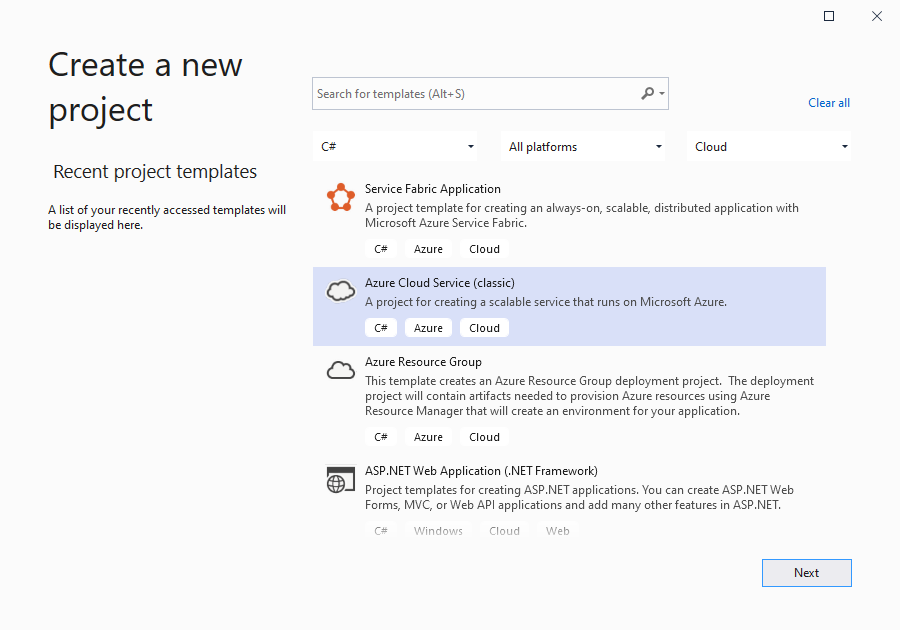 Create a new
project
Search for templates (Alt+S)
Clear all
C#
All platforms
Cloud
Recent project templates
A list of your recently accessed templates will
be displayed here.
Service Fabric Application
A project template for creating an always-on, scalable, distributed application with
Microsoft Azure Service Fabric.
C# Azure Cloud
Azure Cloud Service (classic)
A project for creating a scalable service that runs on Microsoft Azure.
C# Azure Cloud
Azure Resource Group
This template creates an Azure Resource Group deployment project.  The deployment
project will contain artifacts needed to provision Azure resources using Azure
Resource Manager that will create an environment for your application.
C# Azure Cloud
ASP.NET Web Application (.NET Framework)
Project templates for creating ASP.NET applications. You can create ASP.NET Web
Forms, MVC, or Web API applications and add many other features in ASP.NET.
C# Windows Cloud Web
Next